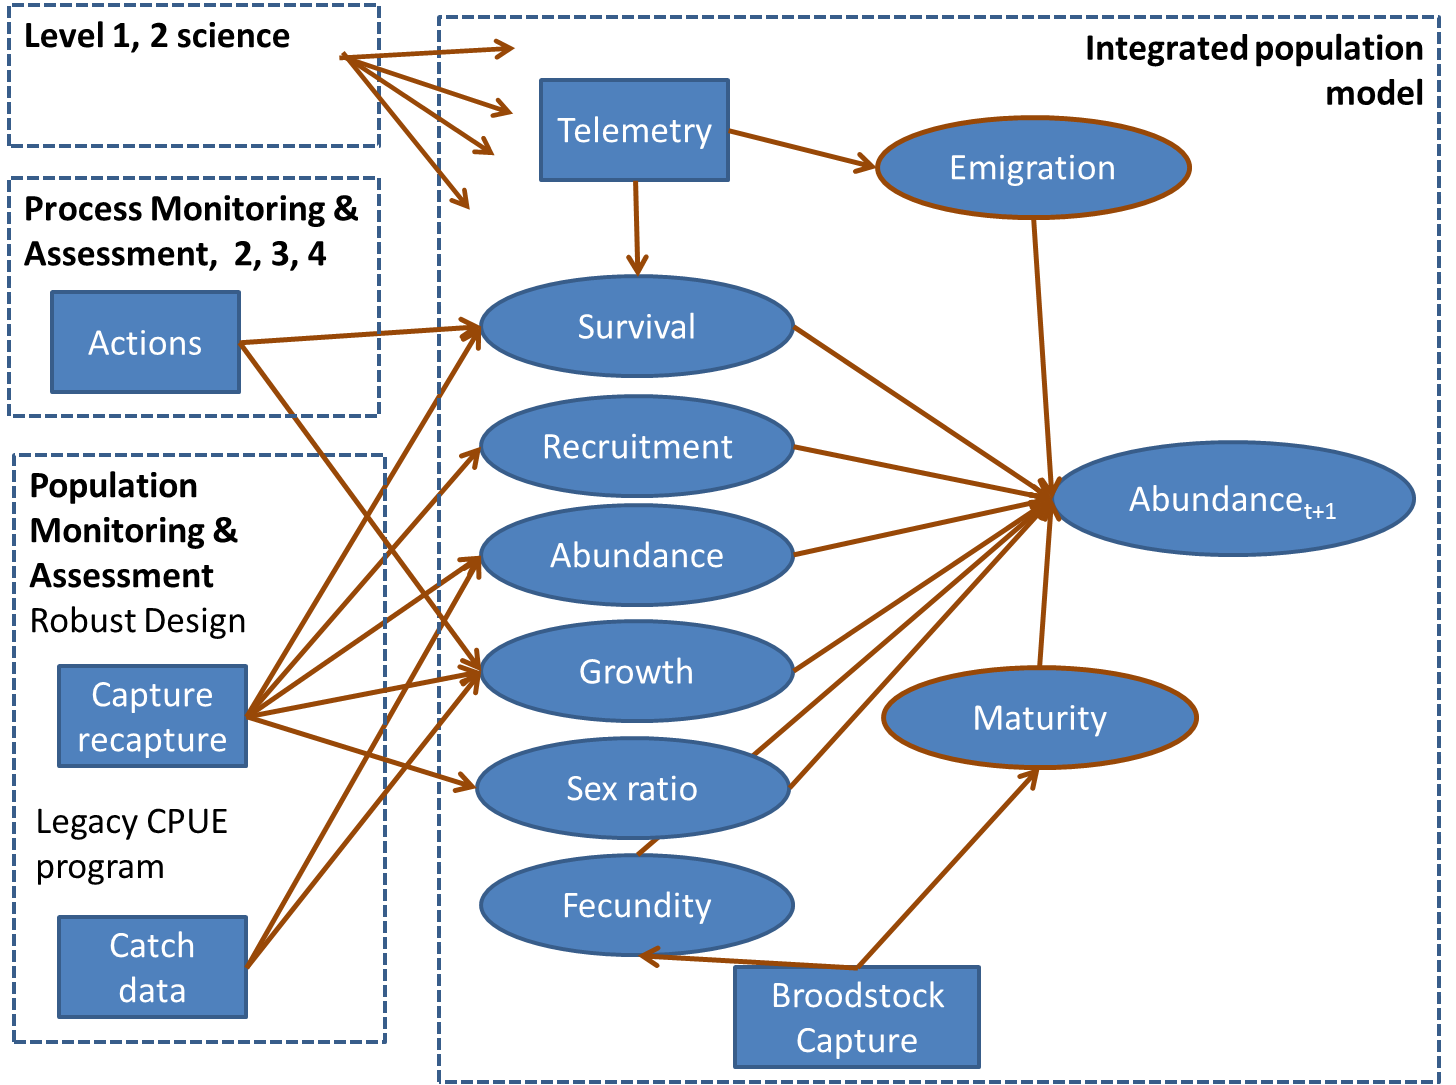 Level 1, 2 science
Integrated population
model
Telemetry
Emigration
Process Monitoring &
Assessment,  2, 3, 4
Actions
Survival
Recruitment
Abundance
Growth
Sex ratio
Fecundity
Abundance t+1
Maturity
Population
Monitoring &
Assessment
Robust Design
Capture
recapture
Legacy CPUE
program
Catch
data
Broodstock
Capture